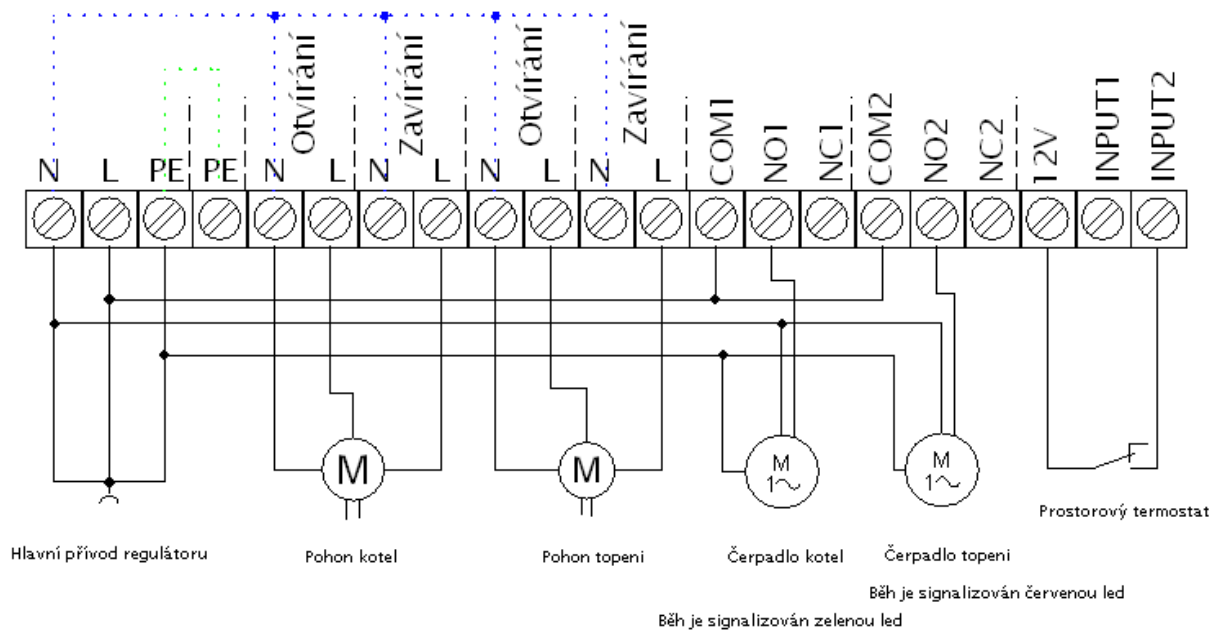 Otvírání
Zavírání
Otvírání
Zavírání
N L PE PE N L N L N L N L COM1 NO1 NC1 COM2 NO2 NC2 12V INPUT1 INPUT2
M
M
M
1~
M
1~
Prostorový termostat
Hlavní přívod regulátoru
Pohon kotel
Pohon topeni
Čerpadlo kotel
Čerpadlo topeni
Běh je signalizován červenou led
Běh je signalizován zelenou led